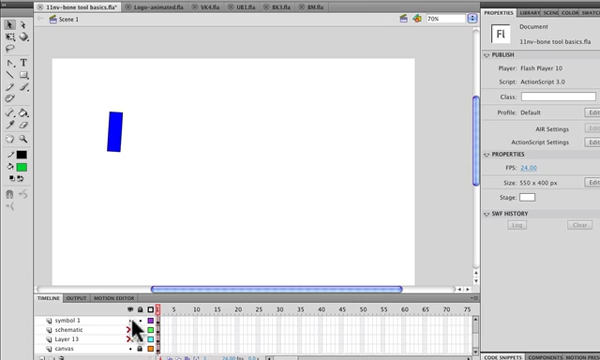 11nv-bone tool basics.fla*
Logo-animated.fla
VK4.fla
UB1.fla
BK3.fla
BM.fla
Scene 1
70%
PROPERTIES
LIBRARY
SCENE
COLOR
SWATC
Fl
Document
11nv-bone tool basics.fla
PUBLISH
Player: Flash Player 10
Script: ActionScript 3.0
Class:
Profile: Default
Edit
AIR Settings
Edit
ActionScript Settings
Edit
PROPERTIES
FPS: 24.00
Size: 550 x 400 px
Edit
Stage:
SWF HISTORY
Log
Clear
TIMELINE
OUTPUT
MOTION EDITOR
5 10 15 20 25 30 35 40 45 50 55 60 65 70 75
symbol 1
schematic
Layer 13
canvas
CODE SNIPPETS